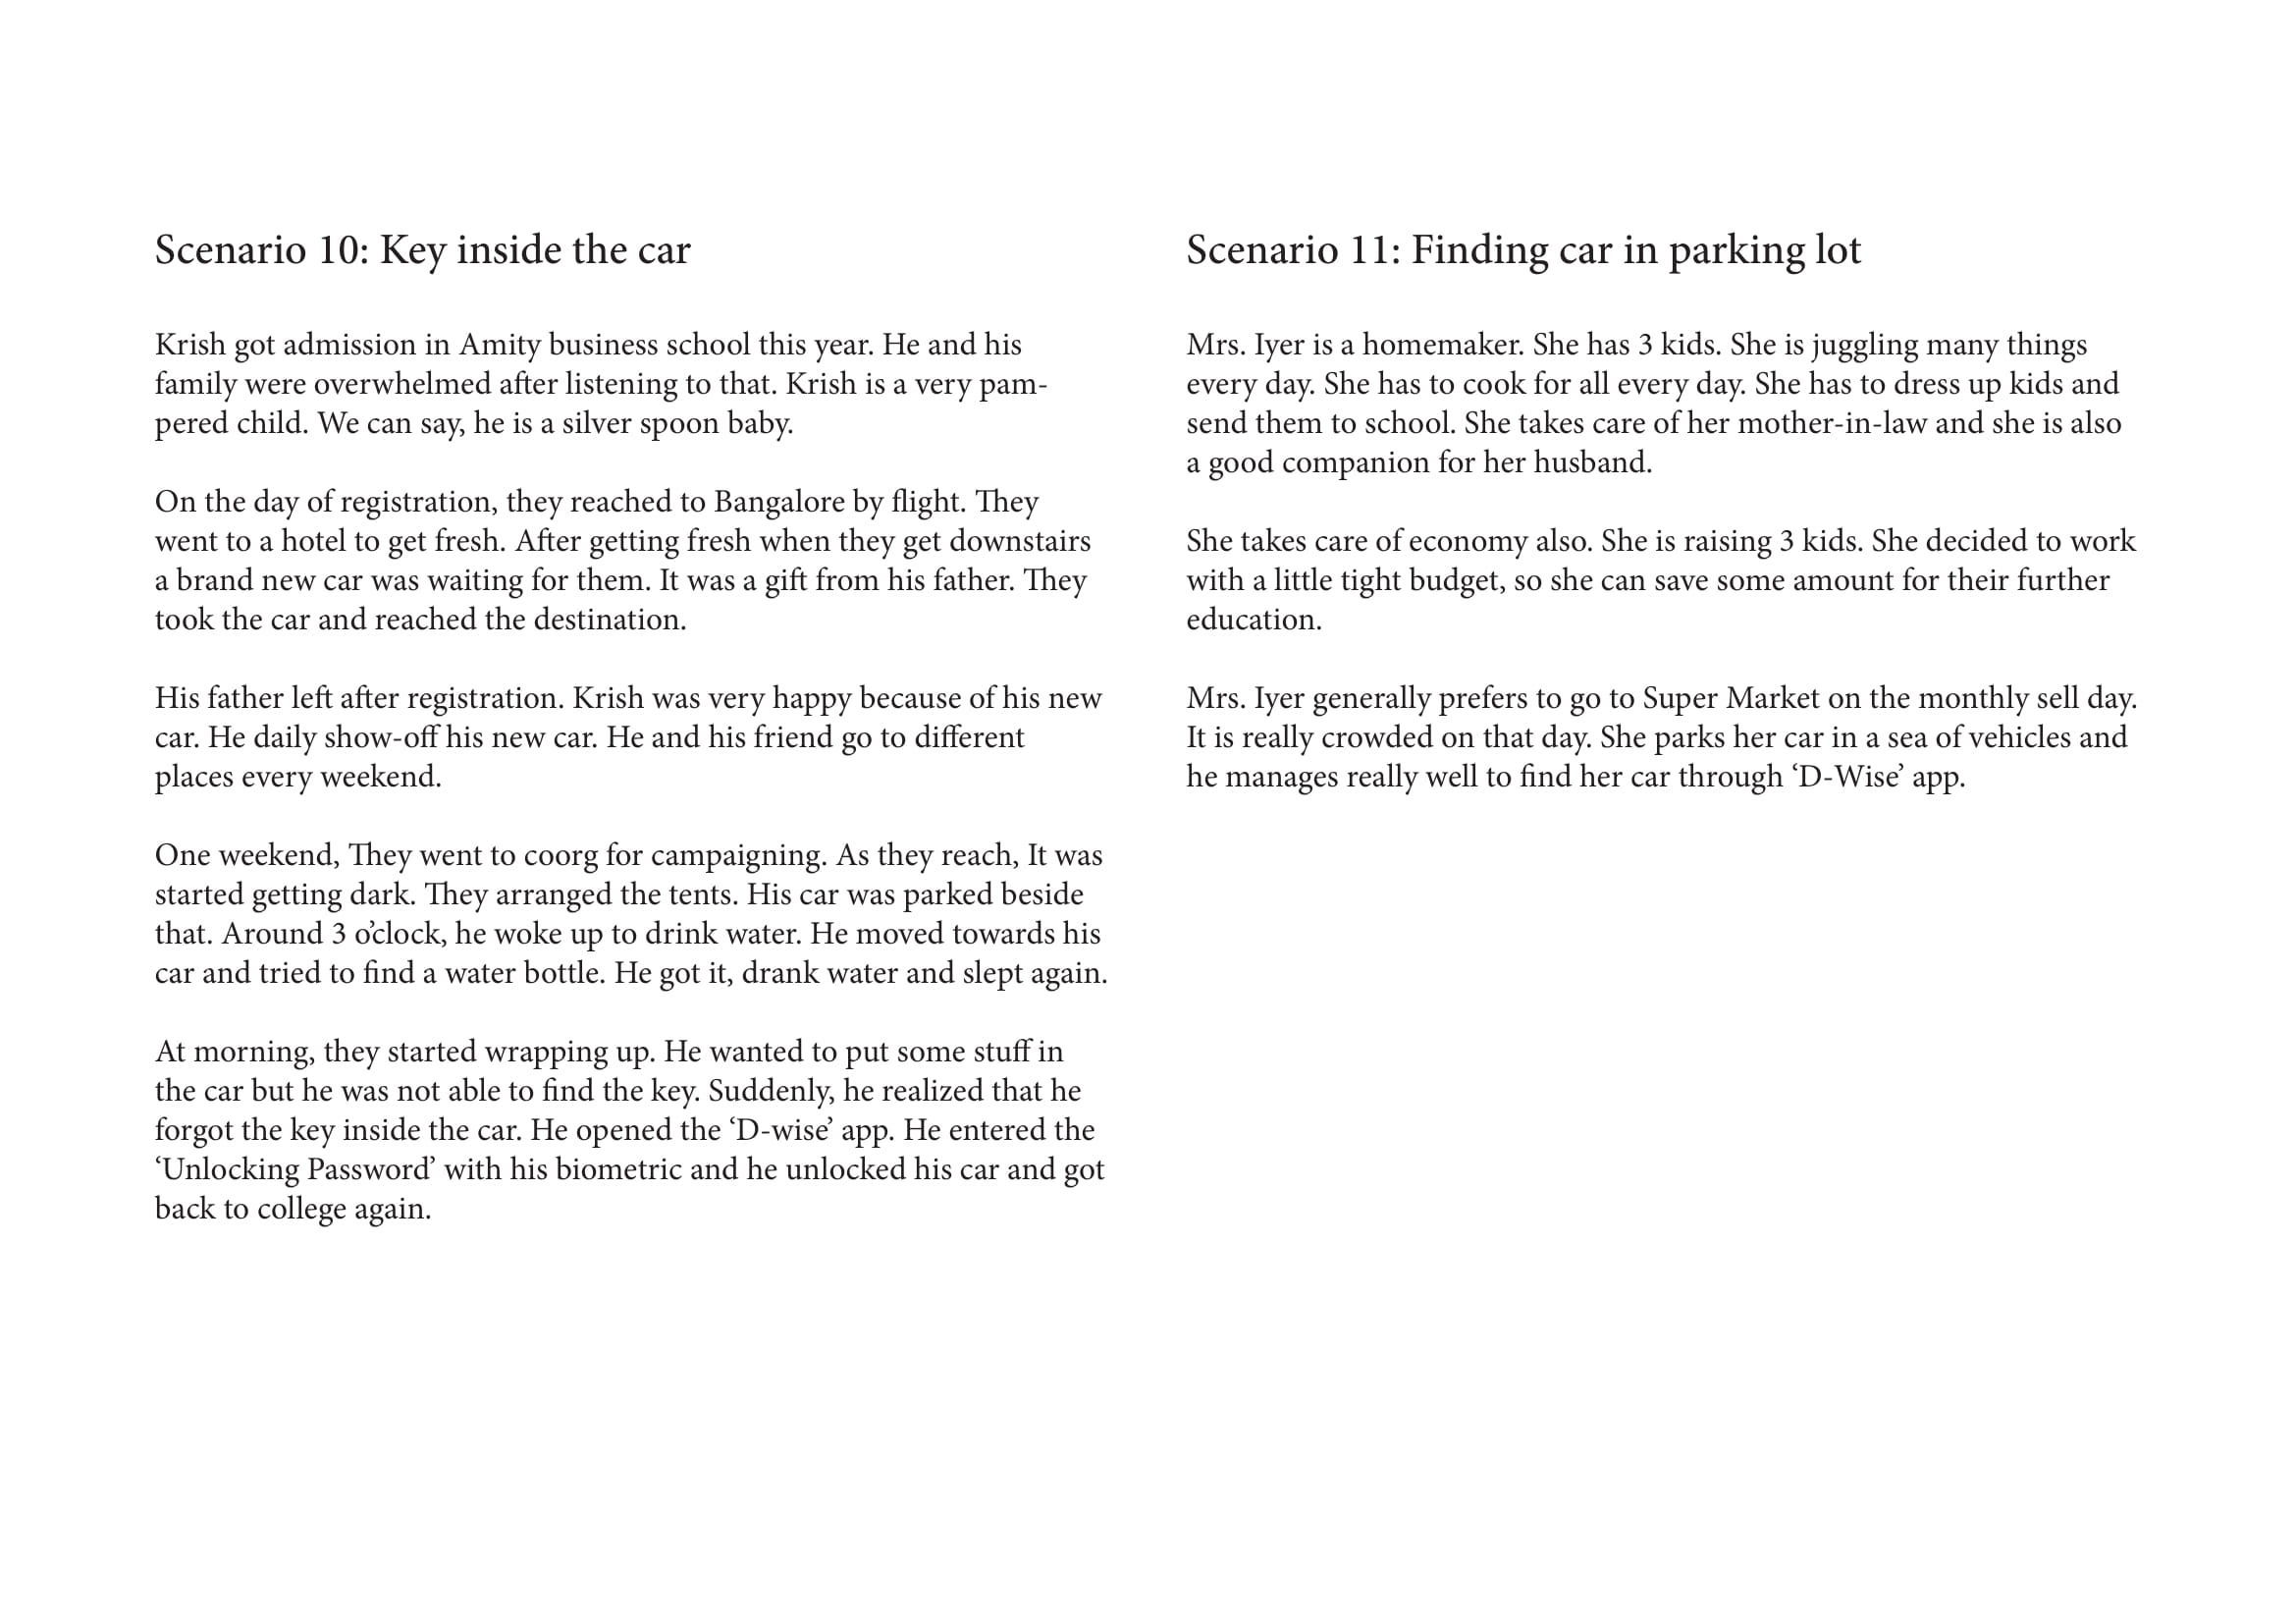 Scenario 10: Key inside the car
Krish got admission in Amity business school this year. He and his
family were overwhelmed after listening to that. Krish is a very pam-
pered child. We can say, he is a silver spoon baby.
On the day of registration, they reached to Bangalore by flight. They
went to a hotel to get fresh. After getting fresh when they get downstairs
a brand new car was waiting for them. It was a gift from his father. They
took the car and reached the destination.
His father left after registration. Krish was very happy because of his new
car. He daily show-off his new car. He and his friend go to different
places every weekend.
One weekend, They went to coorg for campaigning. As they reach, It was
started getting dark. They arranged the tents. His car was parked beside
that. Around 3 o’clock, he woke up to drink water. He moved towards his
car and tried to find a water bottle. He got it, drank water and slept again.
At morning, they started wrapping up. He wanted to put some stuff in
the car but he was not able to find the key. Suddenly, he realized that he
forgot the key inside the car. He opened the ‘D-wise’ app. He entered the
‘Unlocking Password’ with his biometric and he unlocked his car and got
back to college again.
Scenario 11: Finding car in parking lot
Mrs. Iyer is a homemaker. She has 3 kids. She is juggling many things
every day. She has to cook for all every day. She has to dress up kids and
send them to school. She takes care of her mother-in-law and she is also
a good companion for her husband.
She takes care of economy also. She is raising 3 kids. She decided to work
with a little tight budget, so she can save some amount for their further
education.
Mrs. Iyer generally prefers to go to Super Market on the monthly sell day.
It is really crowded on that day. She parks her car in a sea of vehicles and
he manages really well to find her car through ‘D-Wise’ app.